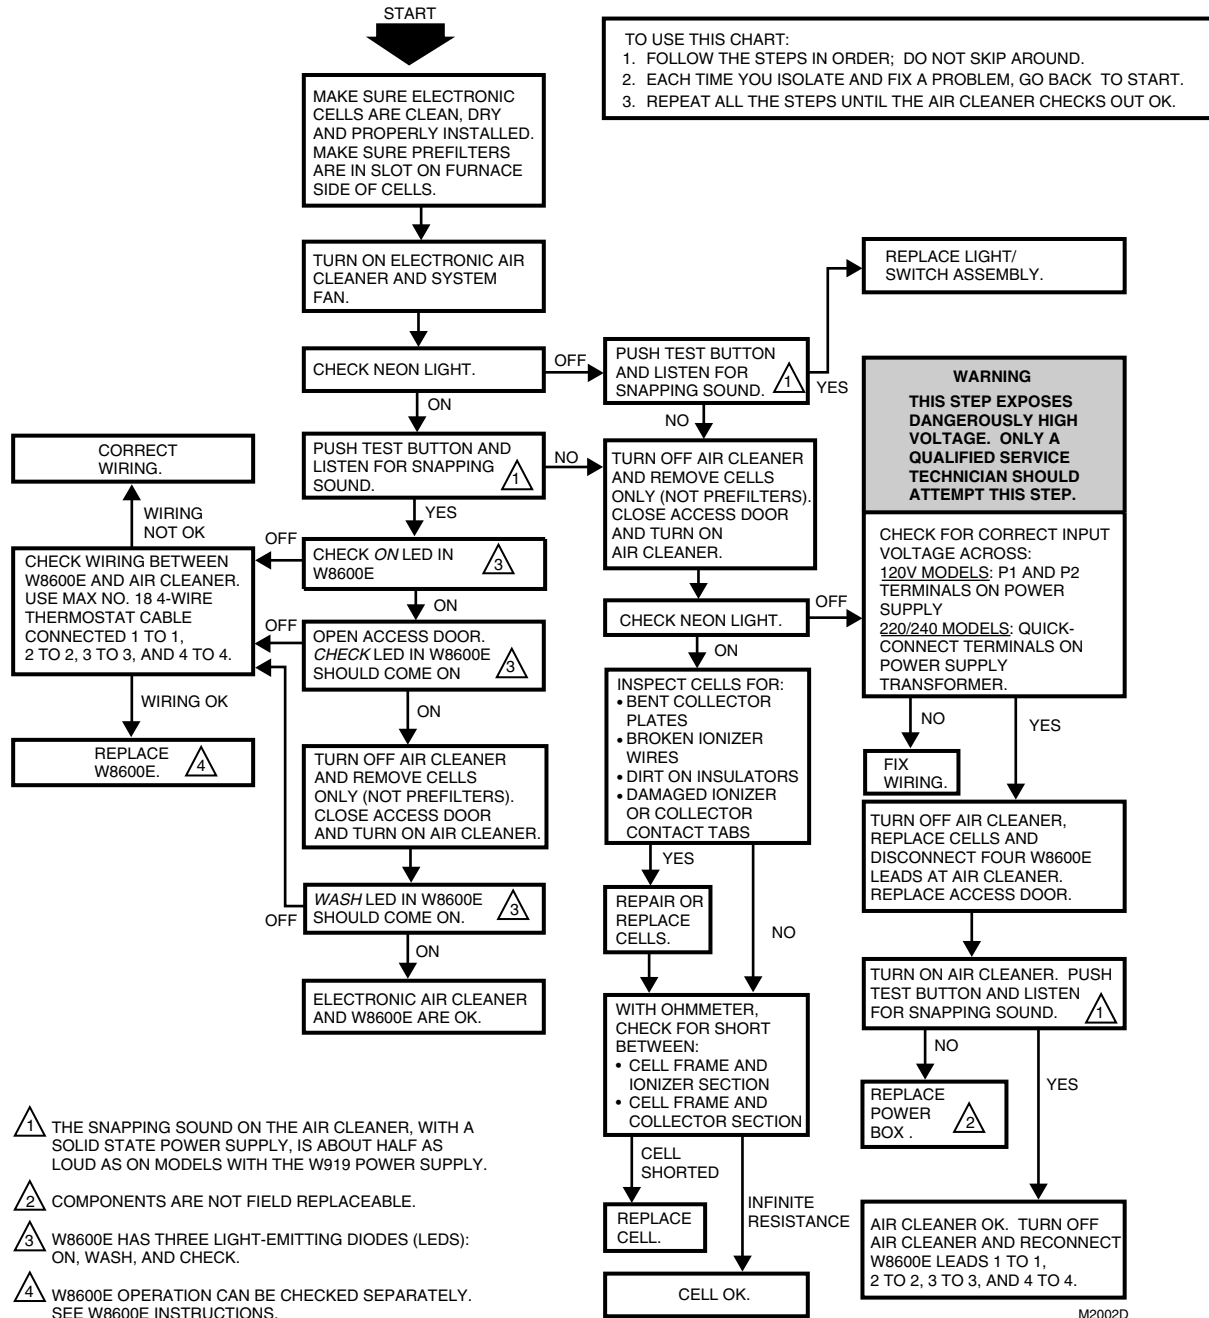 START
TO USE THIS CHART:
1. FOLLOW THE STEPS IN ORDER; DO NOT SKIP AROUND.
2. EACH TIME YOU ISOLATE AND FIX A PROBLEM, GO BACK TO START.
3. REPEAT ALL THE STEPS UNTIL THE AIR CLEANER CHECKS OUT OK.
MAKE SURE ELECTRONIC
CELLS ARE CLEAN, DRY
AND PROPERLY INSTALLED.
MAKE SURE PREFILTERS
ARE IN SLOT ON FURNACE
SIDE OF CELLS.
TURN ON ELECTRONIC AIR
CLEANER AND SYSTEM
FAN.
CHECK NEON LIGHT.
OFF
ON
PUSH TEST BUTTON
AND LISTEN FOR
SNAPPING SOUND. 1
YES
NO
REPLACE LIGHT/
SWITCH ASSEMBLY.
PUSH TEST BUTTON AND
LISTEN FOR SNAPPING
SOUND. 1
NO
YES
CHECK ON LED IN
W8600E 3
OFF
ON
OPEN ACCESS DOOR.
CHECK LED IN W8600E
SHOULD COME ON 3
OFF
ON
TURN OFF AIR CLEANER
AND REMOVE CELLS
ONLY (NOT PREFILTERS).
CLOSE ACCESS DOOR
AND TURN ON AIR CLEANER.
WASH LED IN W8600E
SHOULD COME ON. 3
OFF
ON
ELECTRONIC AIR CLEANER
AND W8600E ARE OK.
CORRECT
WIRING.
WIRING
NOT OK
CHECK WIRING BETWEEN
W8600E AND AIR CLEANER.
USE MAX NO. 18 4-WIRE
THERMOSTAT CABLE
CONNECTED 1 TO 1,
2 TO 2, 3 TO 3, AND 4 TO 4.
WIRING OK
REPLACE
W8600E. 4
TURN OFF AIR CLEANER
AND REMOVE CELLS
ONLY (NOT PREFILTERS).
CLOSE ACCESS DOOR
AND TURN ON
AIR CLEANER.
CHECK NEON LIGHT.
OFF
ON
INSPECT CELLS FOR:
• BENT COLLECTOR
PLATES
• BROKEN IONIZER
WIRES
• DIRT ON INSULATORS
• DAMAGED IONIZER
OR COLLECTOR
CONTACT TABS
YES
NO
REPAIR OR
REPLACE
CELLS.
WITH OHMMETER,
CHECK FOR SHORT
BETWEEN:
• CELL FRAME AND
IONIZER SECTION
• CELL FRAME AND
COLLECTOR SECTION
CELL
SHORTED
INFINITE
RESISTANCE
REPLACE
CELL.
CELL OK.
WARNING
THIS STEP EXPOSES
DANGEROUSLY HIGH
VOLTAGE. ONLY A
QUALIFIED SERVICE
TECHNICIAN SHOULD
ATTEMPT THIS STEP.
CHECK FOR CORRECT INPUT
VOLTAGE ACROSS:
120V MODELS: P1 AND P2
TERMINALS ON POWER
SUPPLY
220/240 MODELS: QUICK-
CONNECT TERMINALS ON
POWER SUPPLY
TRANSFORMER.
NO
YES
FIX
WIRING.
TURN OFF AIR CLEANER,
REPLACE CELLS AND
DISCONNECT FOUR W8600E
LEADS AT AIR CLEANER.
REPLACE ACCESS DOOR.
TURN ON AIR CLEANER. PUSH
TEST BUTTON AND LISTEN
FOR SNAPPING SOUND. 1
NO
YES
REPLACE
POWER
BOX . 2
AIR CLEANER OK. TURN OFF
AIR CLEANER AND RECONNECT
W8600E LEADS 1 TO 1,
2 TO 2, 3 TO 3, AND 4 TO 4.
1 THE SNAPPING SOUND ON THE AIR CLEANER, WITH A
SOLID STATE POWER SUPPLY, IS ABOUT HALF AS
LOUD AS ON MODELS WITH THE W919 POWER SUPPLY.
2 COMPONENTS ARE NOT FIELD REPLACEABLE.
3 W8600E HAS THREE LIGHT-EMITTING DIODES (LEDS):
ON, WASH, AND CHECK.
4 W8600E OPERATION CAN BE CHECKED SEPARATELY.
SEE W8600E INSTRUCTIONS.
M2002D